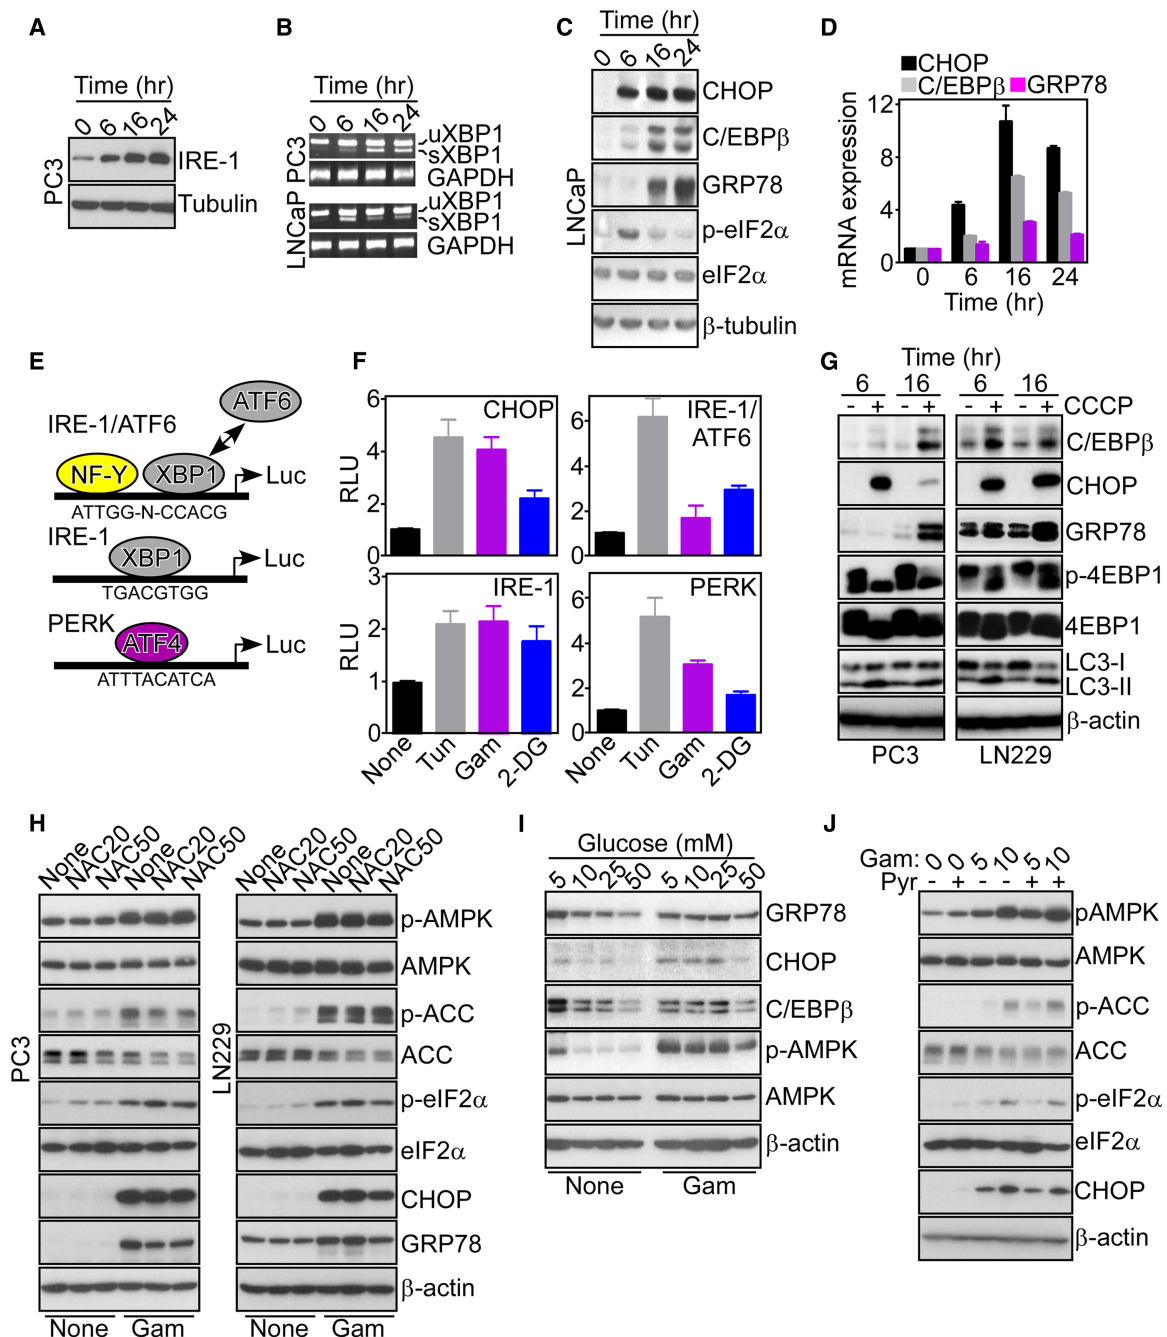 A
Time (hr)
0 6 16 24
PC3
IRE-1
Tubulin
B
Time (hr)
0 6 16 24
PC3
uXBP1
sXBP1
GAPDH
LNCaP
uXBP1
sXBP1
GAPDH
C
Time (hr)
0 6 16 24
LNCaP
CHOP
C/EBPβ
GRP78
p-eIF2α
eIF2α
β-tubulin
D
CHOP
C/EBPβ GRP78
mRNA expression
12
8
4
0
0 6 16 24
Time (hr)
E
IRE-1/ATF6
ATF6
NF-Y XBP1 Luc
ATTGG-N-CCACG
IRE-1
XBP1 Luc
TGACGTGG
PERK
ATF4 Luc
ATTTACATCA
F
RLU
6
4
2
0
CHOP
6
4
2
0
IRE-1/
ATF6
RLU
3
2
1
0
IRE-1
6
4
2
0
PERK
None Tun Gam 2-DG
None Tun Gam 2-DG
G
Time (hr)
6 16 6 16
- + - + - + - + CCCP
C/EBPβ
CHOP
GRP78
p-4EBP1
4EBP1
LC3-I
LC3-II
β-actin
PC3 LN229
H
None NAC20 NAC50 None NAC20 NAC50
None NAC20 NAC50 None NAC20 NAC50
PC3
LN229
p-AMPK
AMPK
p-ACC
ACC
p-eIF2α
eIF2α
CHOP
GRP78
β-actin
None Gam
None Gam
I
Glucose (mM)
5 10 25 50 5 10 25 50
GRP78
CHOP
C/EBPβ
p-AMPK
AMPK
β-actin
None Gam
J
Gam: 0 0 5 10 5 10
Pyr - + - - + +
pAMPK
AMPK
p-ACC
ACC
p-eIF2α
eIF2α
CHOP
β-actin